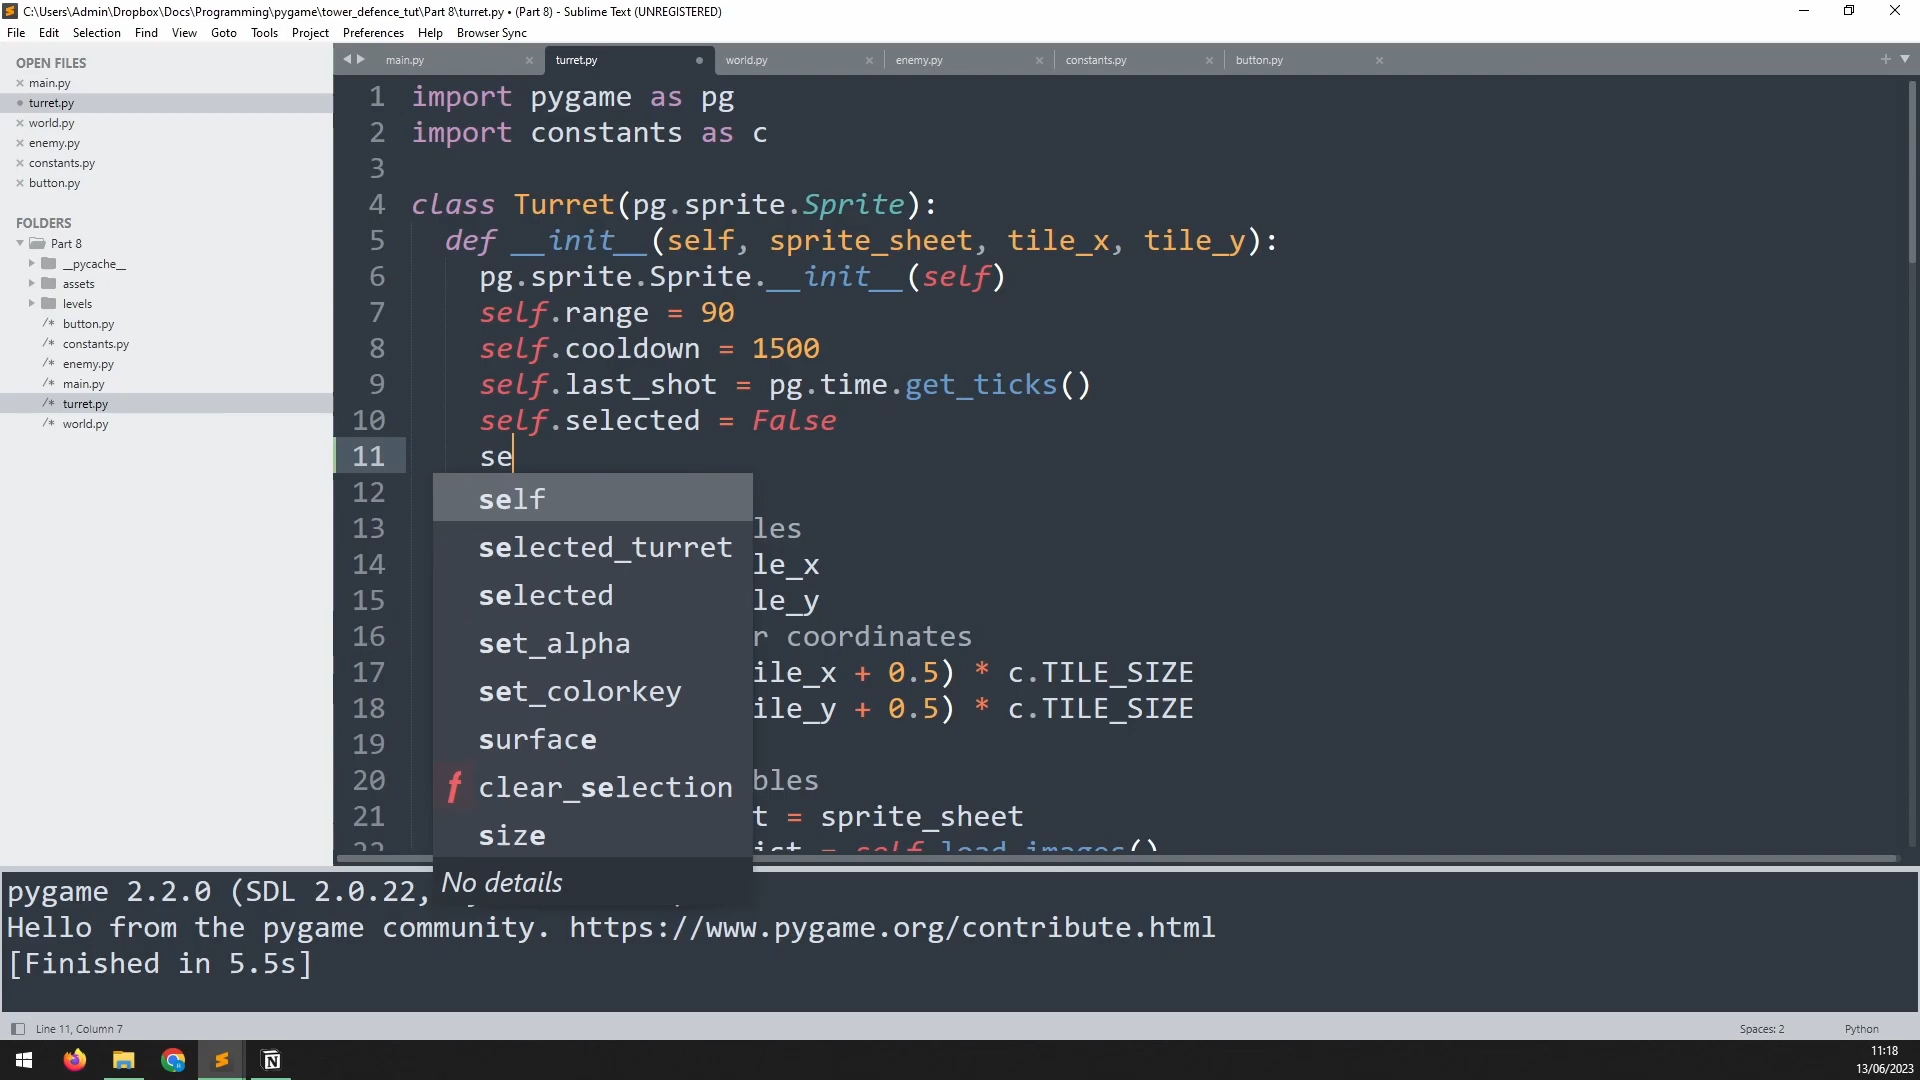 C:\Users\Admin\Dropbox\Docs\Programming\pygame\tower_defence_tut\Part 8\turret.py • (Part 8) - Sublime Text (UNREGISTERED)
File Edit Selection Find View Goto Tools Project Preferences Help Browser Sync
OPEN FILES
main.py
turret.py
world.py
enemy.py
constants.py
button.py
FOLDERS
Part 8
__pycache__
assets
levels
/* button.py
/* constants.py
/* enemy.py
/* main.py
/* turret.py
/* world.py
main.py turret.py world.py enemy.py constants.py button.py
1 import pygame as pg
2 import constants as c
3
4 class Turret(pg.sprite.Sprite):
5 def __init__(self, sprite_sheet, tile_x, tile_y):
6 pg.sprite.Sprite.__init__(self)
7 self.range = 90
8 self.cooldown = 1500
9 self.last_shot = pg.time.get_ticks()
10 self.selected = False
11 se
12
13 les
14 le_x
15 le_y
16 r coordinates
17 ile_x + 0.5) * c.TILE_SIZE
18 ile_y + 0.5) * c.TILE_SIZE
19
20 bles
21 t = sprite_sheet
22 ist = self.load_images()
self
selected_turret
selected
set_alpha
set_colorkey
surface
f clear_selection
size
No details
pygame 2.2.0 (SDL 2.0.22,
Hello from the pygame community. https://www.pygame.org/contribute.html
[Finished in 5.5s]
Line 11, Column 7
Spaces: 2
Python
11:18
13/06/2023